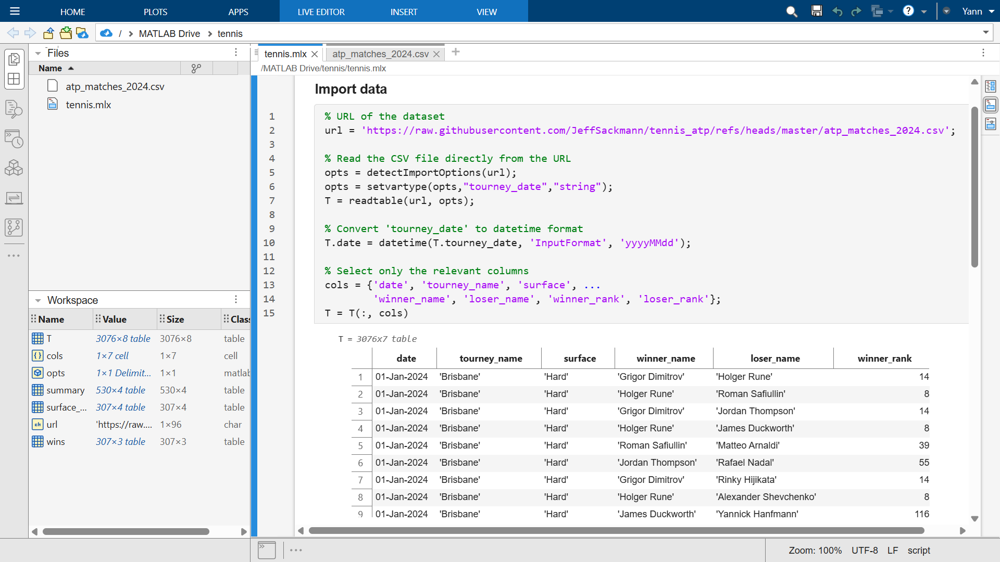 HOME PLOTS APPS LIVE EDITOR INSERT VIEW ? Yann
/ > MATLAB Drive > tennis
Files
Name
atp_matches_2024.csv
tennis.mlx
Workspace
Name Value Size Clas
T 3076×8 table 3076×8 table
cols 1×7 cell 1×7 cell
opts 1×1 Delimit... 1×1 matlab
summary 530×4 table 530×4 table
surface_... 307×4 table 307×4 table
url 'https://raw.... 1×96 char
wins 307×3 table 307×3 table
tennis.mlx atp_matches_2024.csv
/MATLAB Drive/tennis/tennis.mlx
Import data
1 % URL of the dataset
2 url = 'https://raw.githubusercontent.com/JeffSackmann/tennis_atp/refs/heads/master/atp_matches_2024.csv';
3
4 % Read the CSV file directly from the URL
5 opts = detectImportOptions(url);
6 opts = setvartype(opts,"tourney_date","string");
7 T = readtable(url, opts);
8
9 % Convert 'tourney_date' to datetime format
10 T.date = datetime(T.tourney_date, 'InputFormat', 'yyyyMMdd');
11
12 % Select only the relevant columns
13 cols = {'date', 'tourney_name', 'surface', ...
14 'winner_name', 'loser_name', 'winner_rank', 'loser_rank'};
15 T = T(:, cols)
T = 3076x7 table
date tourney_name surface winner_name loser_name winner_rank
1 01-Jan-2024 'Brisbane' 'Hard' 'Grigor Dimitrov' 'Holger Rune' 14
2 01-Jan-2024 'Brisbane' 'Hard' 'Holger Rune' 'Roman Safiullin' 8
3 01-Jan-2024 'Brisbane' 'Hard' 'Grigor Dimitrov' 'Jordan Thompson' 14
4 01-Jan-2024 'Brisbane' 'Hard' 'Holger Rune' 'James Duckworth' 8
5 01-Jan-2024 'Brisbane' 'Hard' 'Roman Safiullin' 'Matteo Arnaldi' 39
6 01-Jan-2024 'Brisbane' 'Hard' 'Jordan Thompson' 'Rafael Nadal' 55
7 01-Jan-2024 'Brisbane' 'Hard' 'Grigor Dimitrov' 'Rinky Hijikata' 14
8 01-Jan-2024 'Brisbane' 'Hard' 'Holger Rune' 'Alexander Shevchenko' 8
9 01-Jan-2024 'Brisbane' 'Hard' 'James Duckworth' 'Yannick Hanfmann' 116
Zoom: 100% UTF-8 LF script